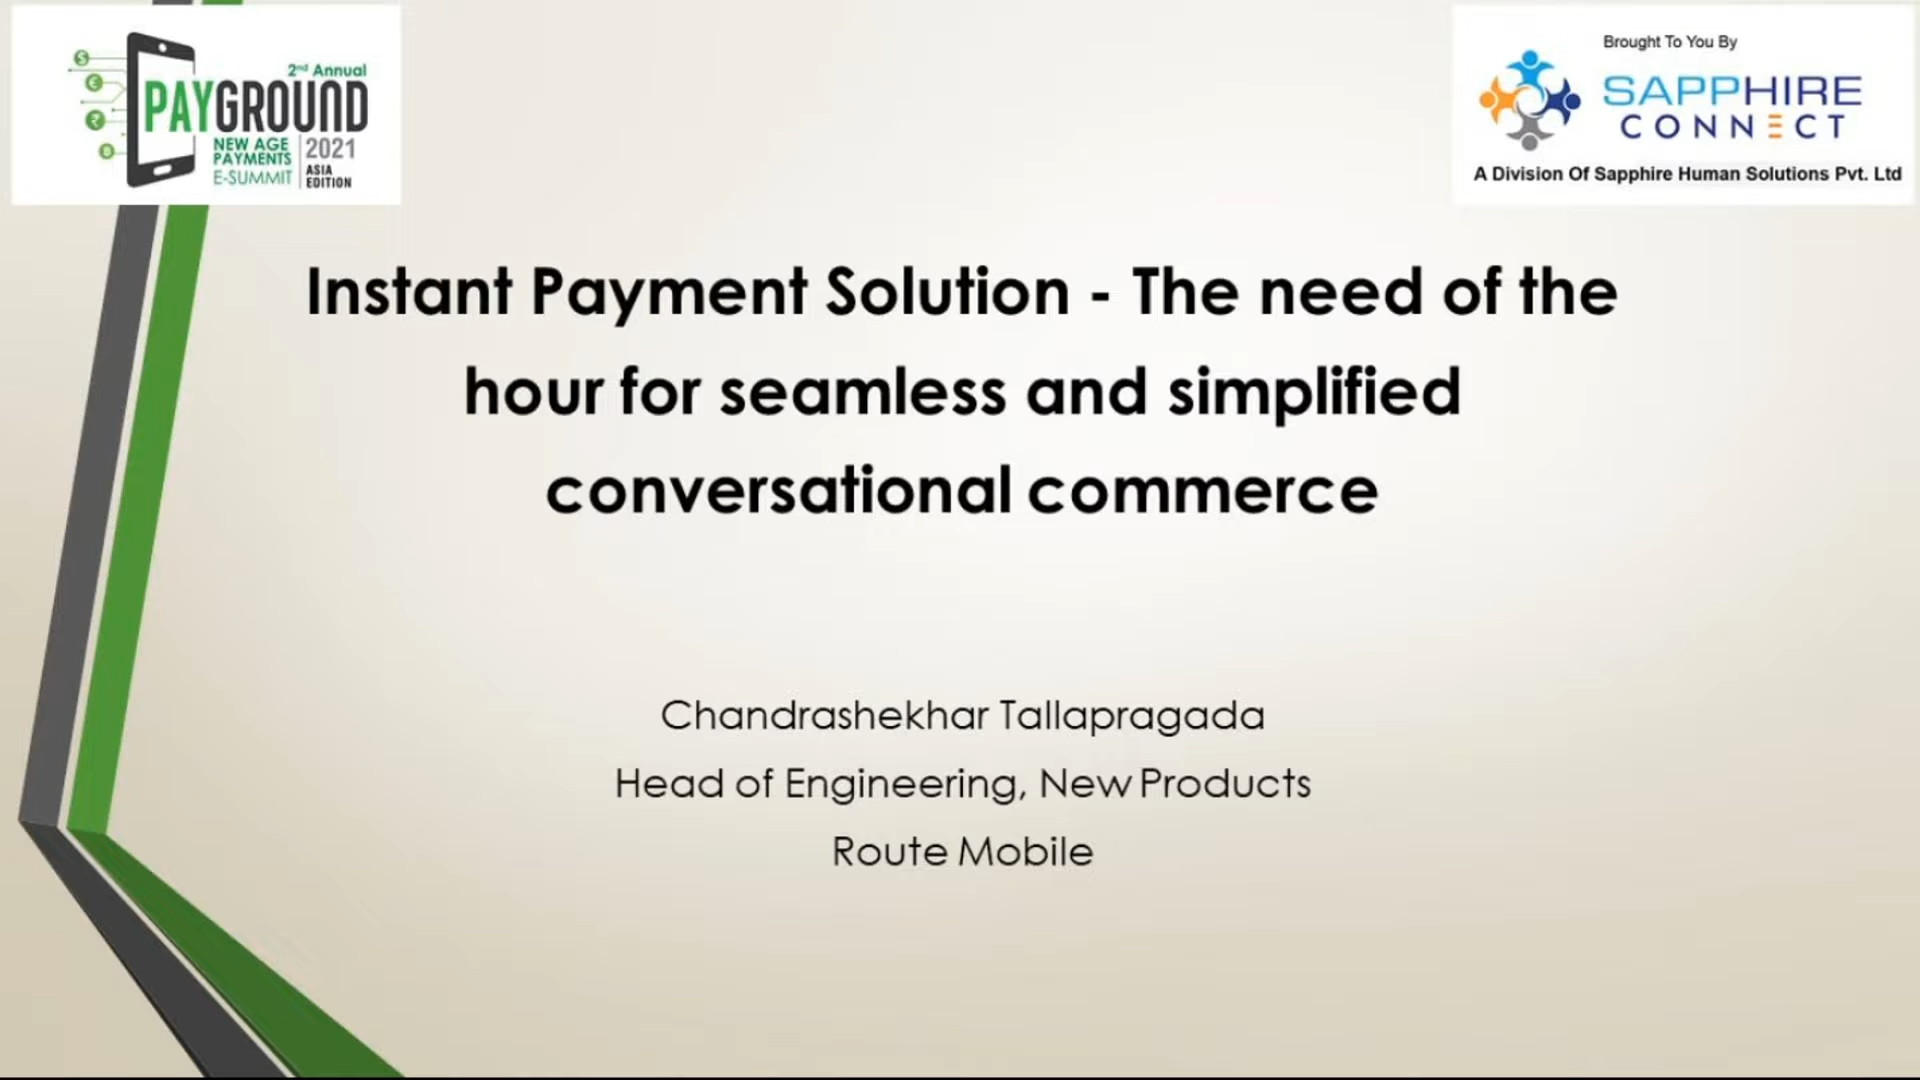 2nd Annual
PAYGROUND
NEW AGE
PAYMENTS
E-SUMMIT
2021
ASIA
EDITION
Brought To You By
SAPPHIRE
CONNECT
A Division Of Sapphire Human Solutions Pvt. Ltd
Instant Payment Solution - The need of the
hour for seamless and simplified
conversational commerce
Chandrashekhar Tallapragada
Head of Engineering, New Products
Route Mobile